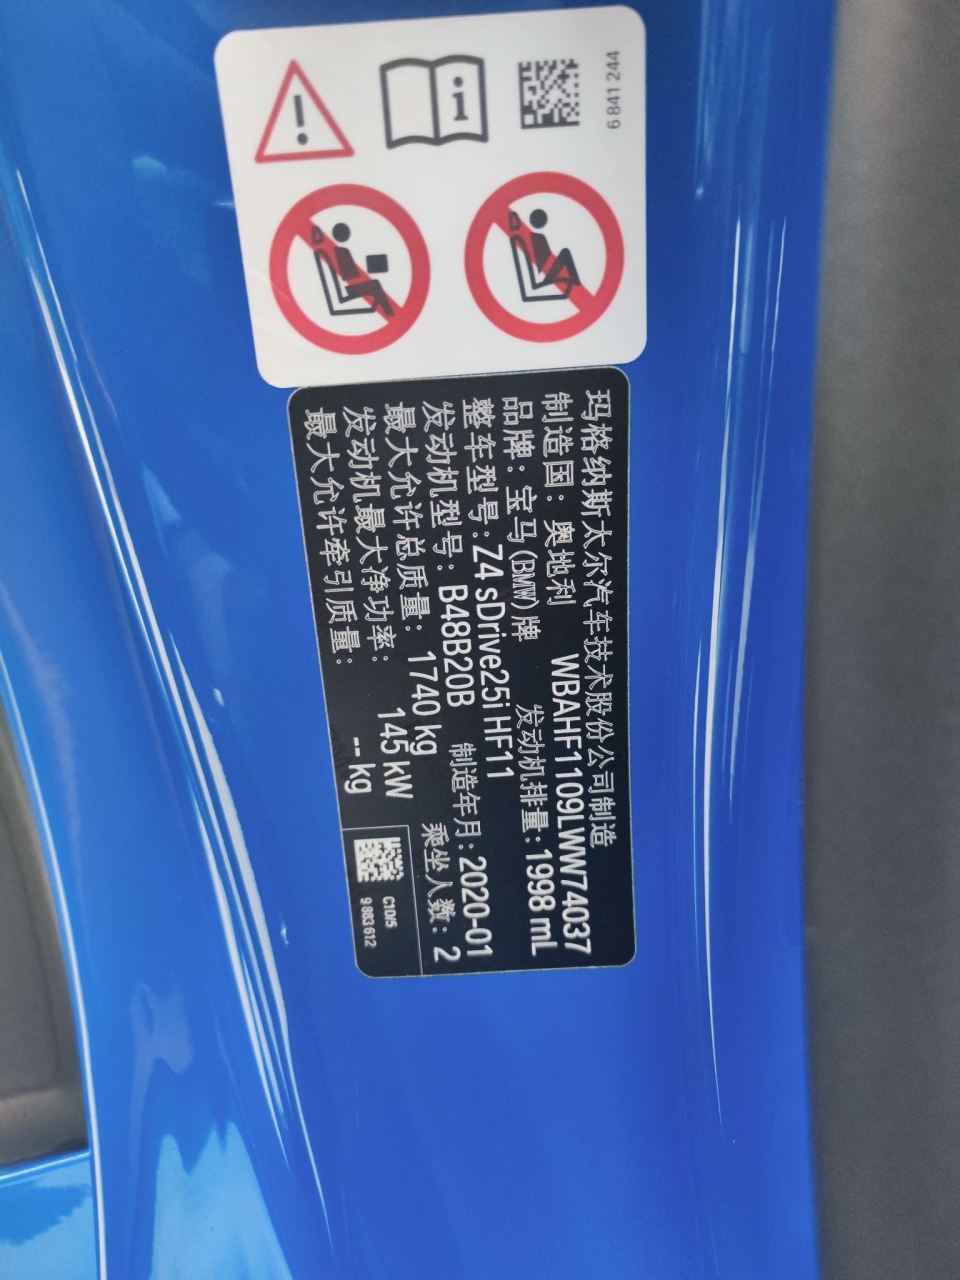 6 841 244
玛格纳斯太尔汽车技术股份公司制造
制造国：奥地利 WBAHF1109LWW74037
品牌：宝马(BMW)牌 发动机排量：1998 mL
整车型号：Z4 sDrive25i HF11
发动机型号：B48B20B 制造年月：2020-01
最大允许总质量：1740 kg 乘坐人数：2
发动机最大净功率：145 kW
最大允许牵引质量：-- kg
C1D/5
9 883 612